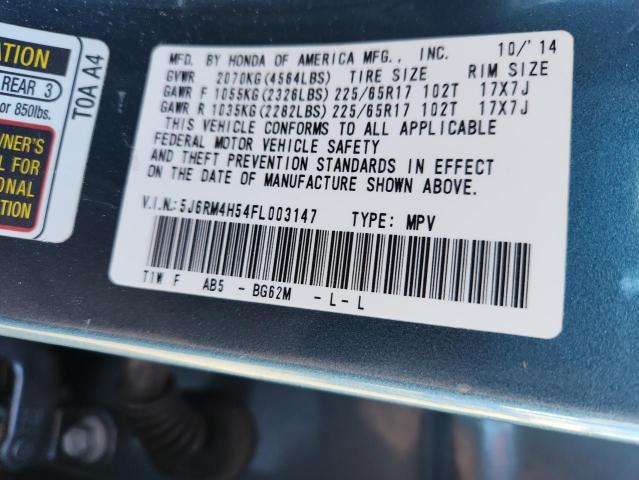 ATION
REAR 3
or 850lbs.
WNER'S
L FOR
IONAL
TION
T0A A4
MFD. BY HONDA OF AMERICA MFG., INC. 10/'14
GVWR 2070KG(4564LBS) TIRE SIZE RIM SIZE
GAWR F 1055KG(2326LBS) 225/65R17 102T 17X7J
GAWR R 1035KG(2282LBS) 225/65R17 102T 17X7J
THIS VEHICLE CONFORMS TO ALL APPLICABLE
FEDERAL MOTOR VEHICLE SAFETY
AND THEFT PREVENTION STANDARDS IN EFFECT
ON THE DATE OF MANUFACTURE SHOWN ABOVE.
V.I.N.: 5J6RM4H54FL003147 TYPE: MPV
T1W F AB5 - BG62M - L - L